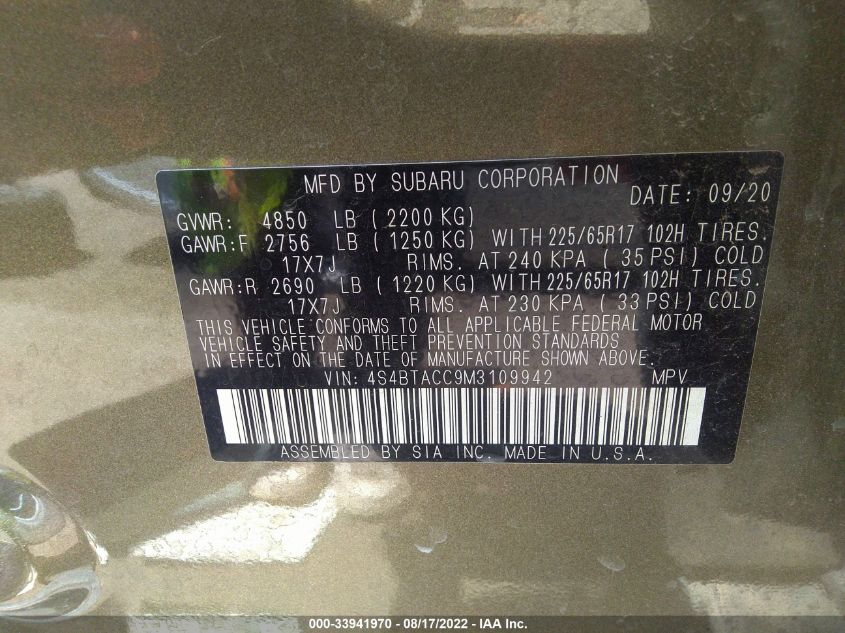 MFD BY SUBARU CORPORATION DATE: 09/20
GVWR: 4850 LB (2200 KG)
GAWR:F 2756 LB (1250 KG) WITH 225/65R17 102H TIRES.
17X7J RIMS. AT 240 KPA (35 PSI) COLD
GAWR:R 2690 LB (1220 KG) WITH 225/65R17 102H TIRES.
17X7J RIMS. AT 230 KPA (33 PSI) COLD
THIS VEHICLE CONFORMS TO ALL APPLICABLE FEDERAL MOTOR
VEHICLE SAFETY AND THEFT PREVENTION STANDARDS
IN EFFECT ON THE DATE OF MANUFACTURE SHOWN ABOVE.
VIN: 4S4BTACC9M3109942 MPV
ASSEMBLED BY SIA INC. MADE IN U.S.A.
000-33941970 - 08/17/2022 - IAA Inc.